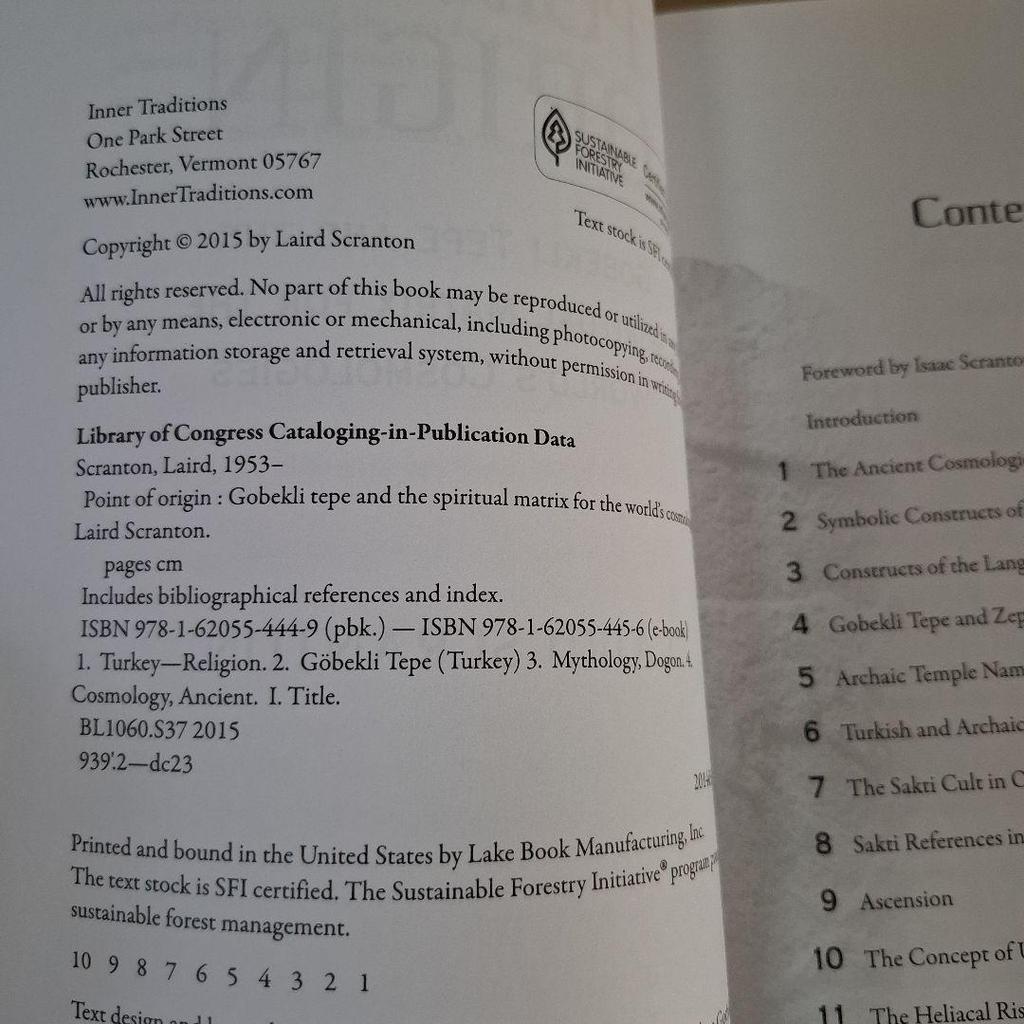 Inner Traditions
One Park Street
Rochester, Vermont 05767
www.InnerTraditions.com
SUSTAINABLE
FORESTRY
INITIATIVE
Text stock is SFI
Copyright © 2015 by Laird Scranton
All rights reserved. No part of this book may be reproduced or utilized in
or by any means, electronic or mechanical, including photocopying,
any information storage and retrieval system, without permission in writing
publisher.
Library of Congress Cataloging-in-Publication Data
Scranton, Laird, 1953–
Point of origin : Gobekli tepe and the spiritual matrix for the world's
Laird Scranton.
pages cm
Includes bibliographical references and index.
ISBN 978-1-62055-444-9 (pbk.) — ISBN 978-1-62055-445-6 (e-book)
1. Turkey—Religion. 2. Göbekli Tepe (Turkey) 3. Mythology, Dogon. 4.
Cosmology, Ancient. I. Title.
BL1060.S37 2015
939'.2—dc23
Printed and bound in the United States by Lake Book Manufacturing, Inc.
The text stock is SFI certified. The Sustainable Forestry Initiative® program
sustainable forest management.
10 9 8 7 6 5 4 3 2 1
Text design and
Conte
Foreword by Isaac Scranto
Introduction
1 The Ancient Cosmologi
2 Symbolic Constructs of
3 Constructs of the Lang
4 Gobekli Tepe and Zep
5 Archaic Temple Nam
6 Turkish and Archaic
7 The Sakti Cult in
8 Sakti References in
9 Ascension
10 The Concept of
11 The Heliacal Ris